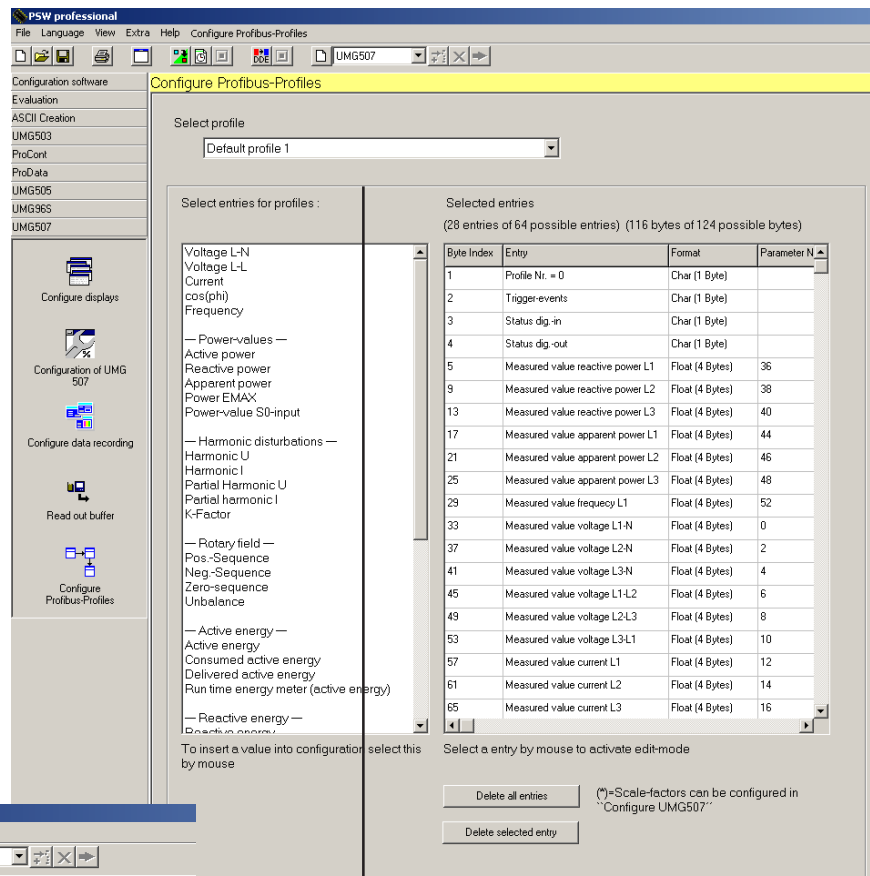 PSW professional
File Language View Extra Help Configure Profibus-Profiles
DDE UMG507
Configuration software
Evaluation
ASCII Creation
UMG503
ProCont
ProData
UMG505
UMG96S
UMG507
Configure displays
Configuration of UMG
507
Configure data recording
Read out buffer
Configure
Profibus-Profiles
Configure Profibus-Profiles
Select profile
Default profile 1
Select entries for profiles :
Voltage L-N
Voltage L-L
Current
cos(phi)
Frequency
— Power-values —
Active power
Reactive power
Apparent power
Power EMAX
Power-value S0-input
— Harmonic disturbations —
Harmonic U
Harmonic I
Partial Harmonic U
Partial harmonic I
K-Factor
— Rotary field —
Pos.-Sequence
Neg.-Sequence
Zero-sequence
Unbalance
— Active energy —
Active energy
Consumed active energy
Delivered active energy
Run time energy meter (active energy)
— Reactive energy —
Reactive energy
To insert a value into configuration select this
by mouse
Selected entries
(28 entries of 64 possible entries) (116 bytes of 124 possible bytes)
Byte Index Entry Format Parameter N
1 Profile Nr. = 0 Char (1 Byte)
2 Trigger-events Char (1 Byte)
3 Status dig.-in Char (1 Byte)
4 Status dig.-out Char (1 Byte)
5 Measured value reactive power L1 Float (4 Bytes) 36
9 Measured value reactive power L2 Float (4 Bytes) 38
13 Measured value reactive power L3 Float (4 Bytes) 40
17 Measured value apparent power L1 Float (4 Bytes) 44
21 Measured value apparent power L2 Float (4 Bytes) 46
25 Measured value apparent power L3 Float (4 Bytes) 48
29 Measured value frequecy L1 Float (4 Bytes) 52
33 Measured value voltage L1-N Float (4 Bytes) 0
37 Measured value voltage L2-N Float (4 Bytes) 2
41 Measured value voltage L3-N Float (4 Bytes) 4
45 Measured value voltage L1-L2 Float (4 Bytes) 6
49 Measured value voltage L2-L3 Float (4 Bytes) 8
53 Measured value voltage L3-L1 Float (4 Bytes) 10
57 Measured value current L1 Float (4 Bytes) 12
61 Measured value current L2 Float (4 Bytes) 14
65 Measured value current L3 Float (4 Bytes) 16
Select a entry by mouse to activate edit-mode
Delete all entries
(*)=Scale-factors can be configured in
``Configure UMG507´´
Delete selected entry